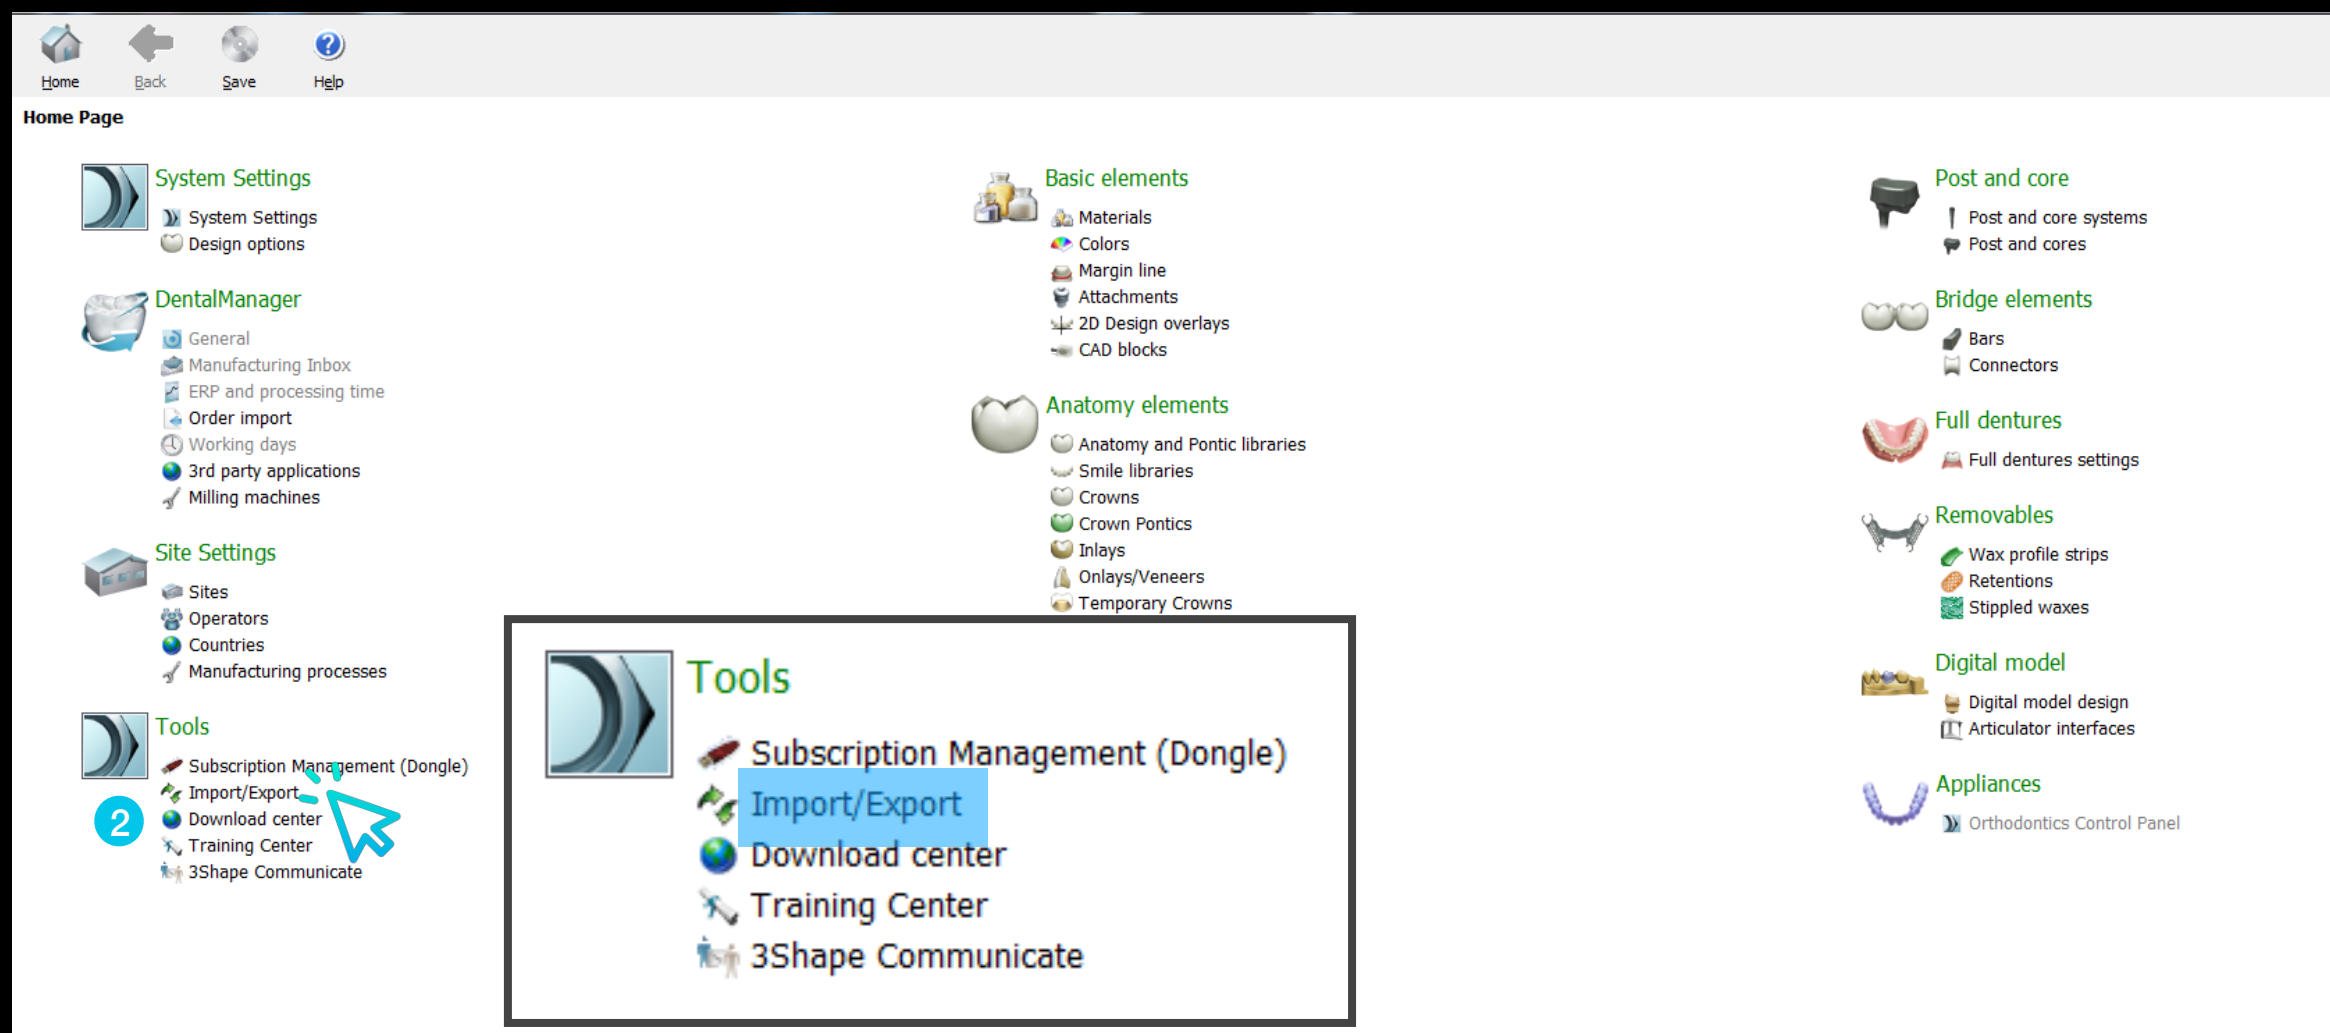 Home
Back
Save
Help
Home Page
System Settings
System Settings
Design options
DentalManager
General
Manufacturing Inbox
ERP and processing time
Order import
Working days
3rd party applications
Milling machines
Site Settings
Sites
Operators
Countries
Manufacturing processes
Tools
Subscription Management (Dongle)
Import/Export
2
Download center
Training Center
3Shape Communicate
Basic elements
Materials
Colors
Margin line
Attachments
2D Design overlays
CAD blocks
Anatomy elements
Anatomy and Pontic libraries
Smile libraries
Crowns
Crown Pontics
Inlays
Onlays/Veneers
Temporary Crowns
Tools
Subscription Management (Dongle)
Import/Export
Download center
Training Center
3Shape Communicate
Post and core
Post and core systems
Post and cores
Bridge elements
Bars
Connectors
Full dentures
Full dentures settings
Removables
Wax profile strips
Retentions
Stippled waxes
Digital model
Digital model design
Articulator interfaces
Appliances
Orthodontics Control Panel